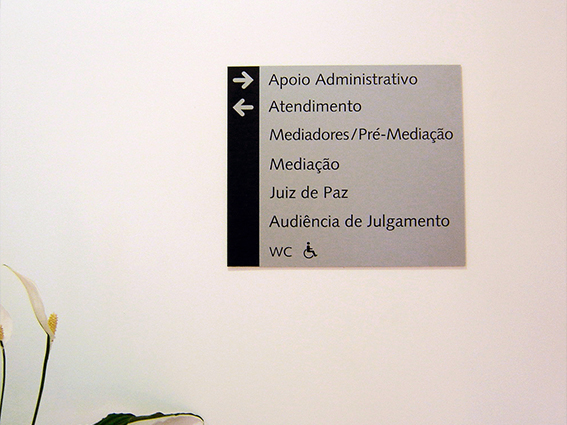 → Apoio Administrativo
← Atendimento
Mediadores/Pré-Mediação
Mediação
Juiz de Paz
Audiência de Julgamento
WC